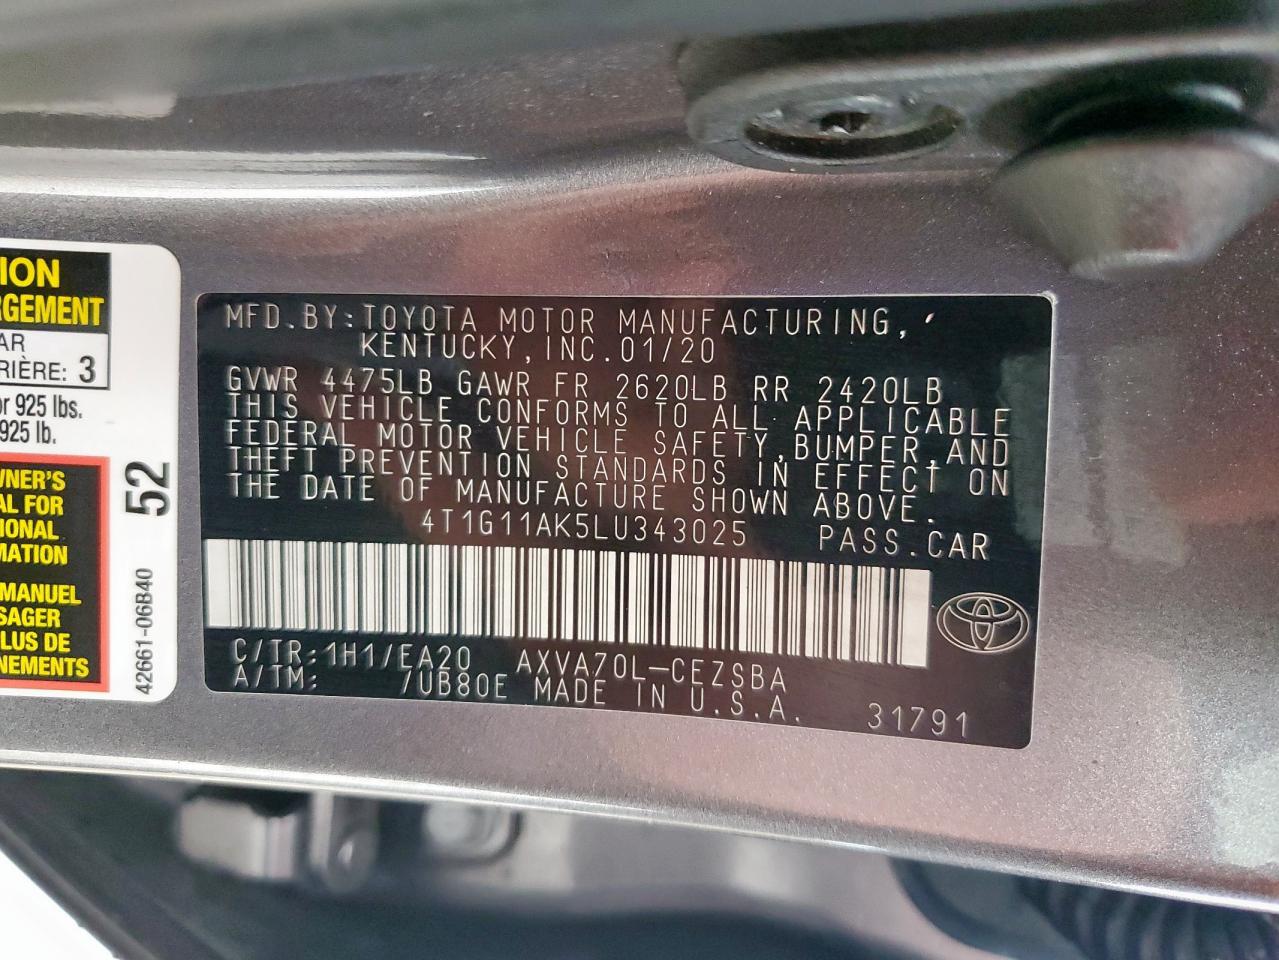 ION
RGEMENT
AR
RIÈRE: 3
or 925 lbs.
925 lb.
WNER'S
AL FOR
IONAL
MATION
MANUEL
SAGER
PLUS DE
NEMENTS
52
42661-06B40
MFD.BY:TOYOTA MOTOR MANUFACTURING,
KENTUCKY,INC.01/20
GVWR 4475LB GAWR FR 2620LB RR 2420LB
THIS VEHICLE CONFORMS TO ALL APPLICABLE
FEDERAL MOTOR VEHICLE SAFETY,BUMPER,AND
THEFT PREVENTION STANDARDS IN EFFECT ON
THE DATE OF MANUFACTURE SHOWN ABOVE.
4T1G11AK5LU343025 PASS.CAR
C/TR:1H1/EA20 AXVA70L-CEZSBA
A/TM: /UB80E MADE IN U.S.A. 31791